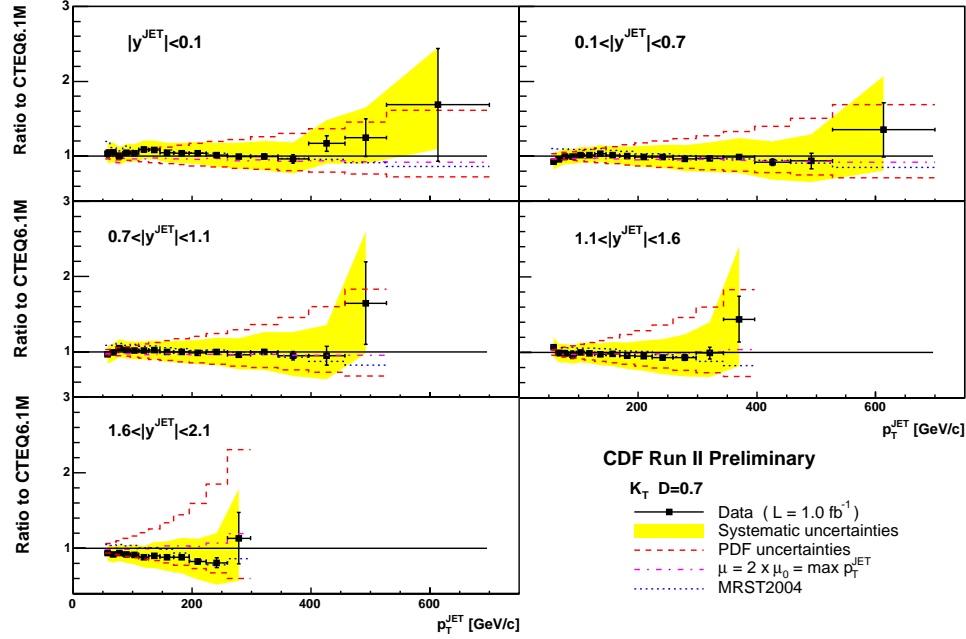 Ratio to CTEQ6.1M
3
2
1
|y^JET|<0.1
0.1<|y^JET|<0.7
Ratio to CTEQ6.1M
3
2
1
0.7<|y^JET|<1.1
1.1<|y^JET|<1.6
200 400 600
p_T^JET [GeV/c]
Ratio to CTEQ6.1M
3
2
1
1.6<|y^JET|<2.1
0 200 400 600
p_T^JET [GeV/c]
CDF Run II Preliminary
K_T D=0.7
Data ( L = 1.0 fb^-1)
Systematic uncertainties
PDF uncertainties
μ = 2 x μ_0 = max p_T^JET
MRST2004